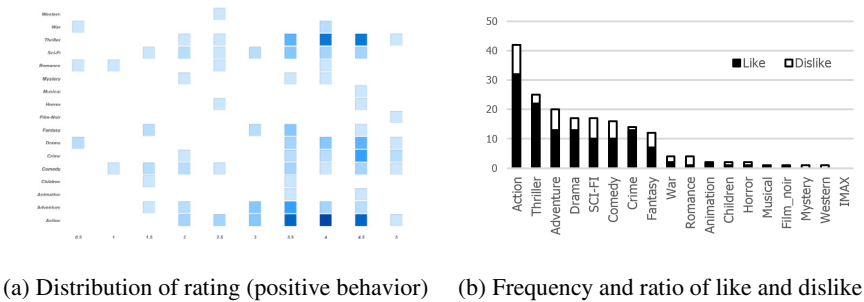 Western
War
Thriller
Sci-Fi
Romance
Mystery
Musical
Horror
Film-Noir
Fantasy
Drama
Crime
Comedy
Children
Animation
Adventure
Action
0.5 1 1.5 2 2.5 3 3.5 4 4.5 5
50
40
30
20
10
0
Like Dislike
Action
Thriller
Adventure
Drama
SCI-FI
Comedy
Crime
Fantasy
War
Romance
Animation
Children
Horror
Musical
Film_noir
Mystery
Western
IMAX
(a) Distribution of rating (positive behavior) (b) Frequency and ratio of like and dislike